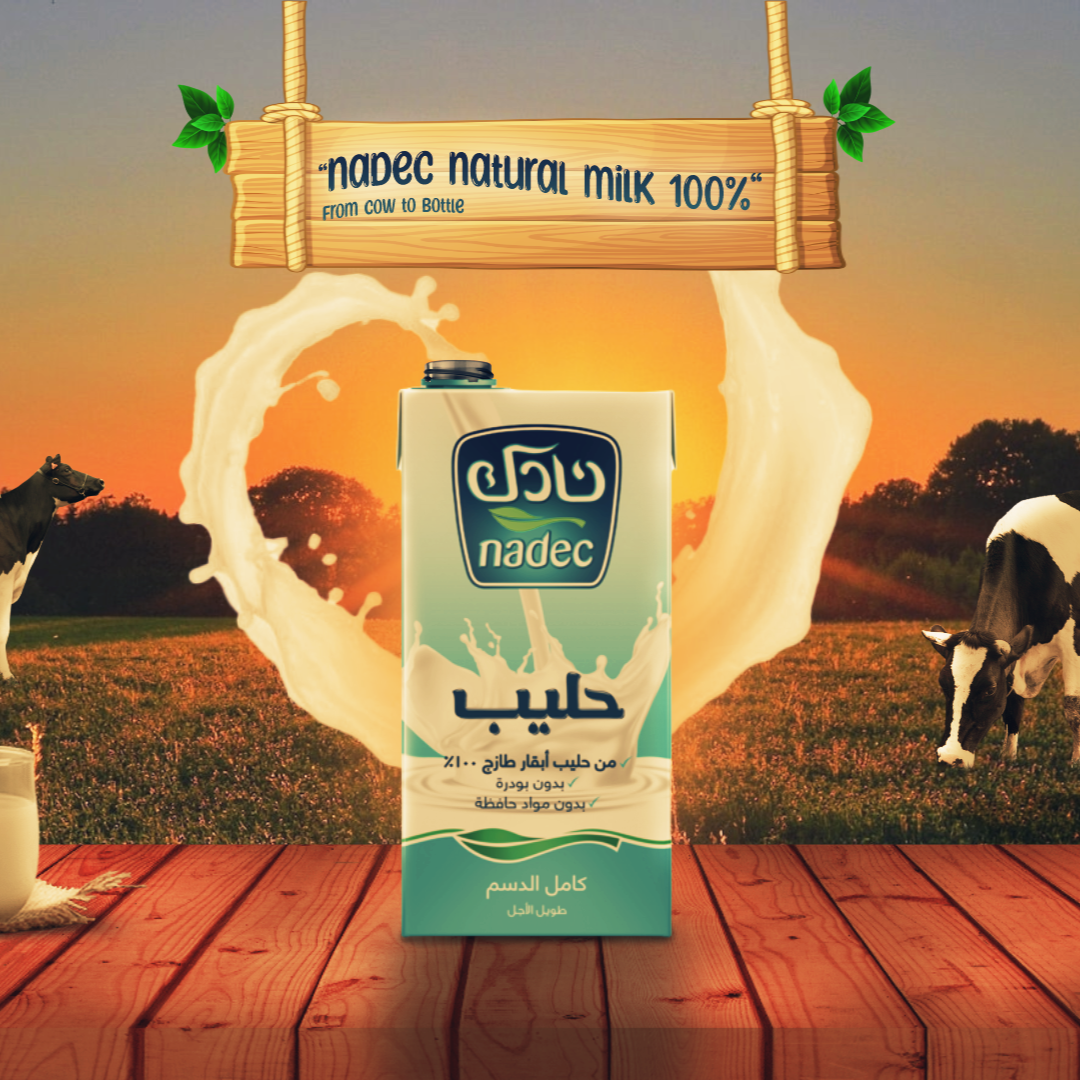 “nadec natural milk 100%“
From cow to Bottle
نادك
nadec
حليب
✓ من حليب أبقار طازج ١٠٠٪
✓ بدون بودرة
✓ بدون مواد حافظة
كامل الدسم
طويل الأجل